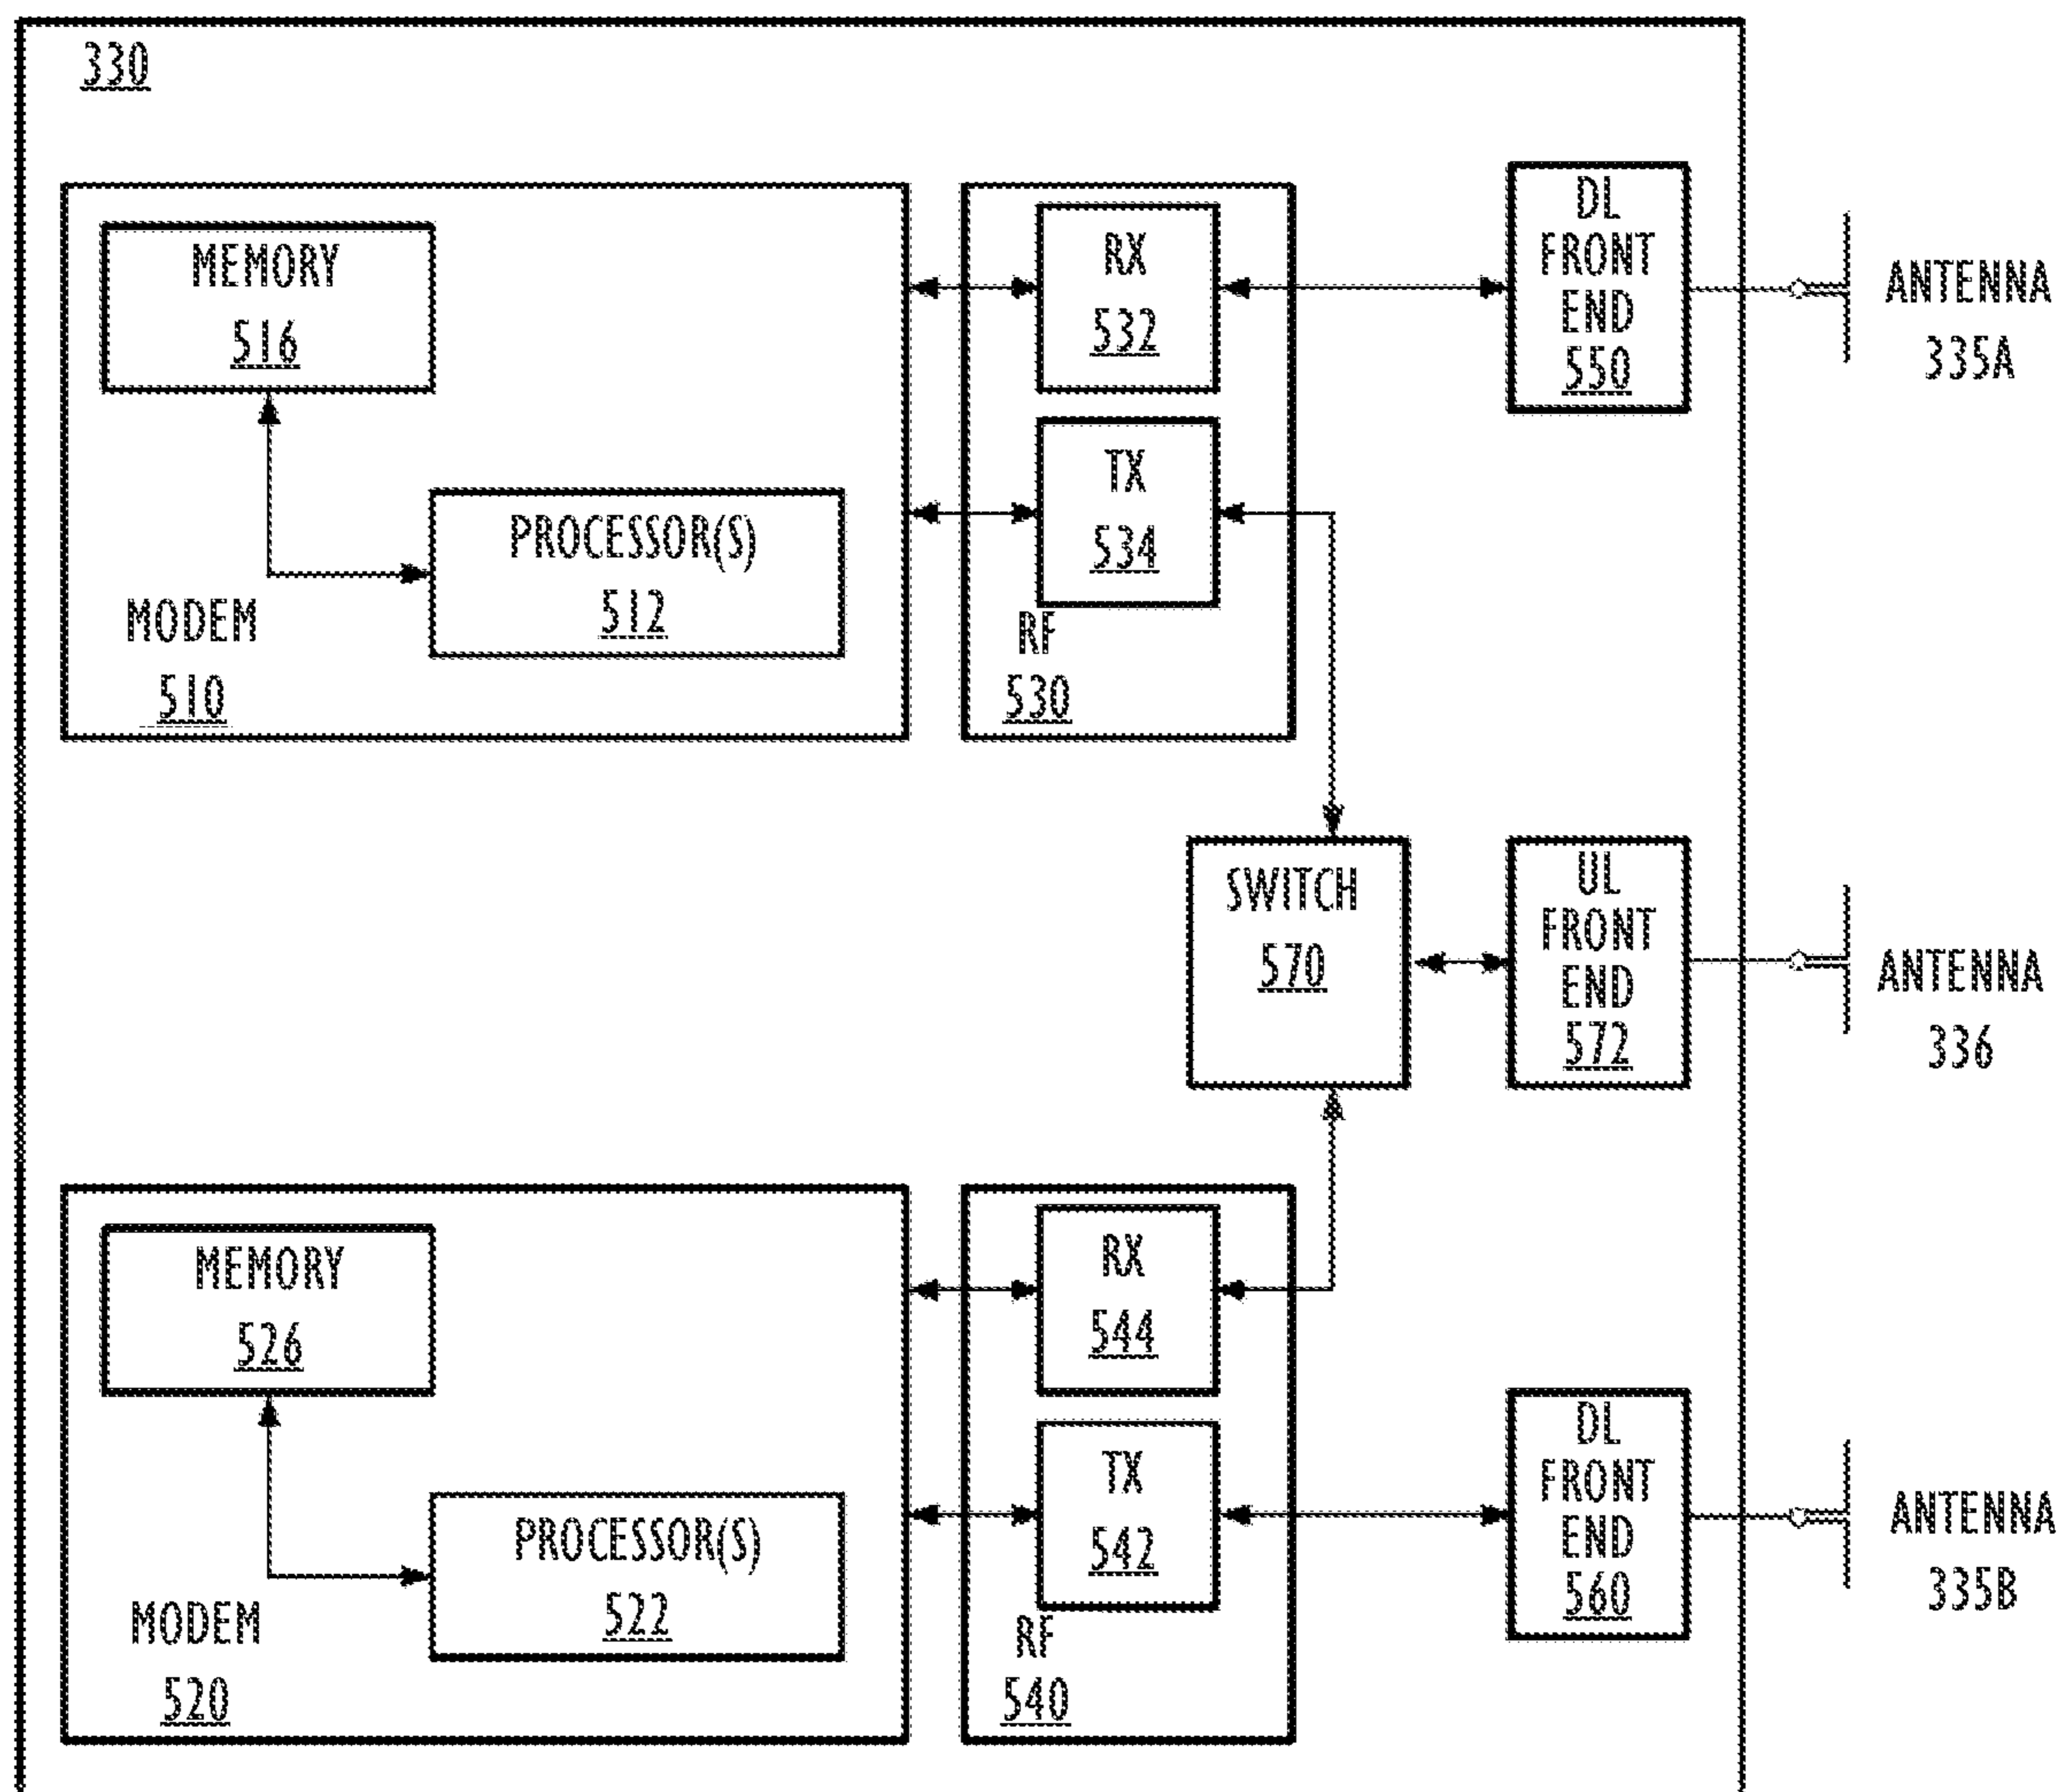 330
MEMORY
516
PROCESSOR(S)
512
MODEM
510
RX
532
TX
534
RF
530
DL
FRONT
END
550
ANTENNA
335A
SWITCH
570
UL
FRONT
END
572
ANTENNA
336
MEMORY
526
PROCESSOR(S)
522
MODEM
520
RX
544
TX
542
RF
540
DL
FRONT
END
560
ANTENNA
335B